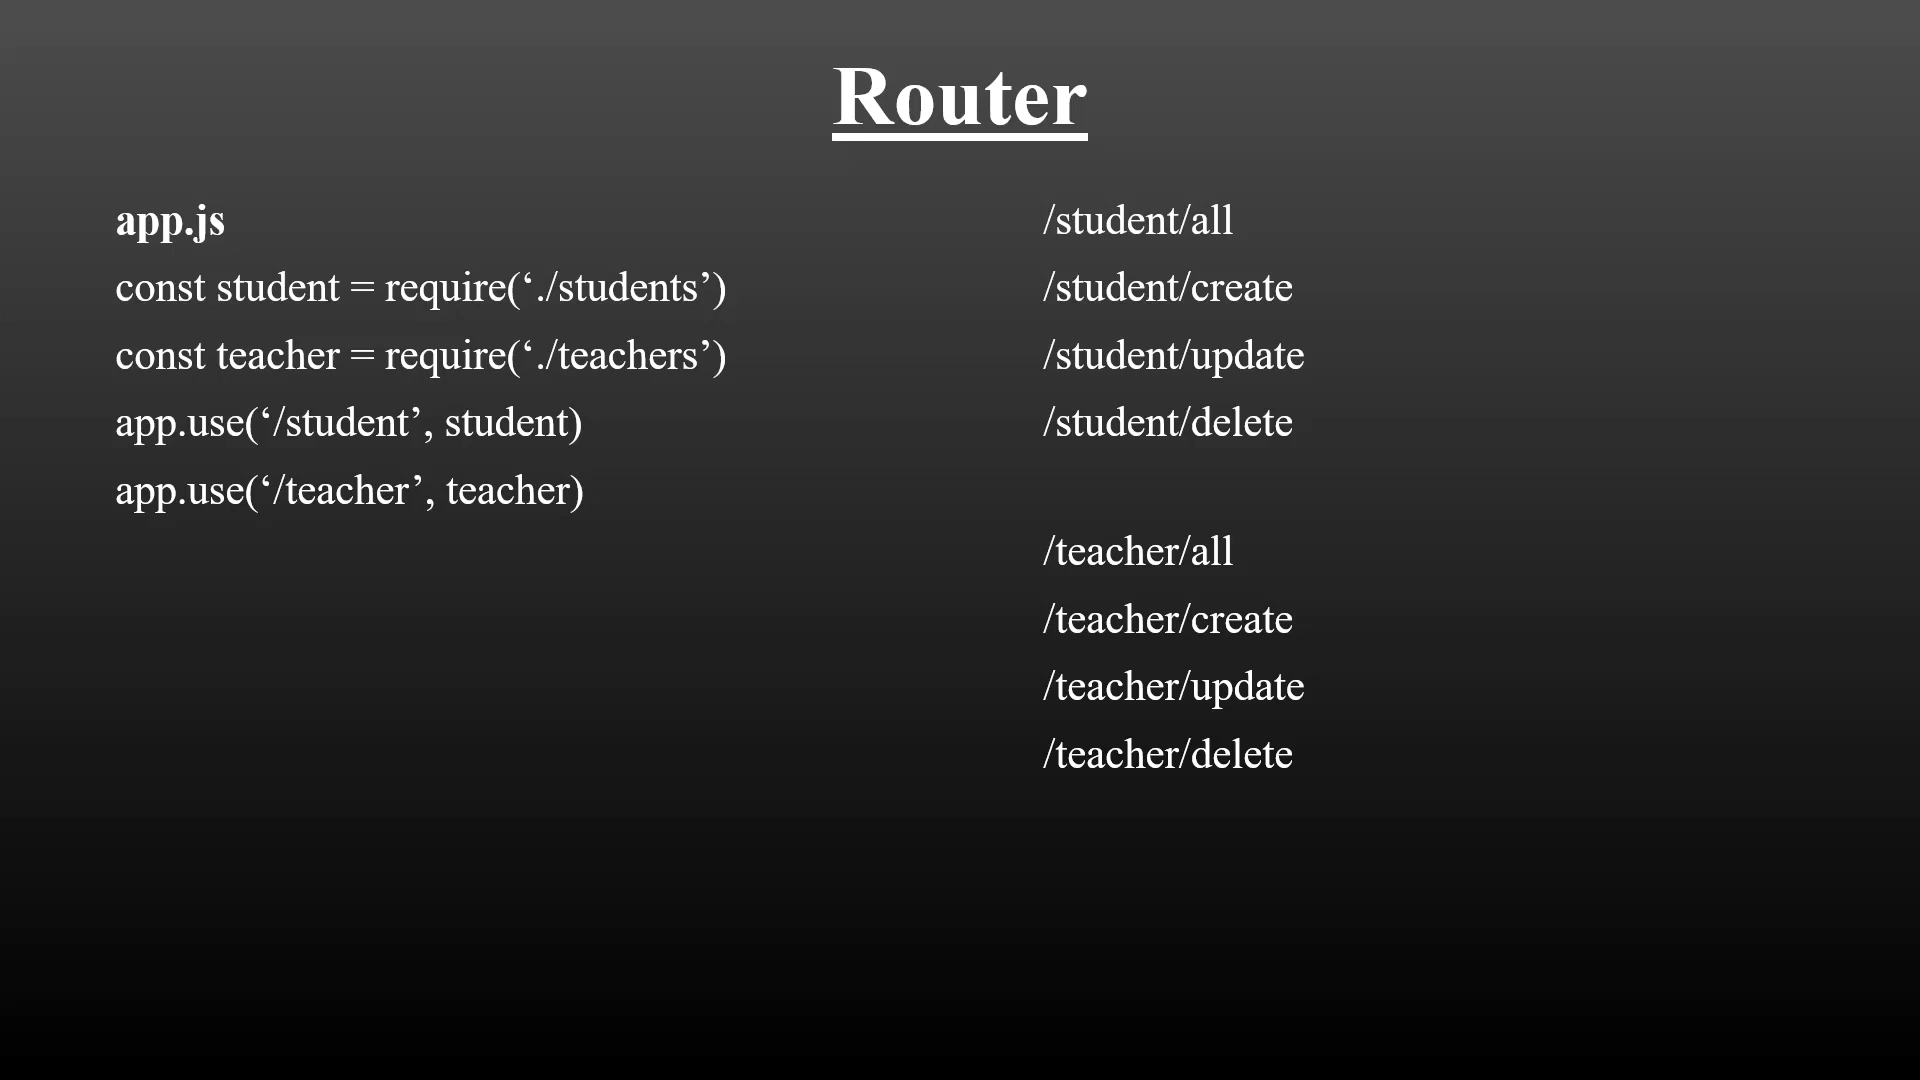 Router
app.js
const student = require(‘./students’)
const teacher = require(‘./teachers’)
app.use(‘/student’, student)
app.use(‘/teacher’, teacher)
/student/all
/student/create
/student/update
/student/delete
/teacher/all
/teacher/create
/teacher/update
/teacher/delete